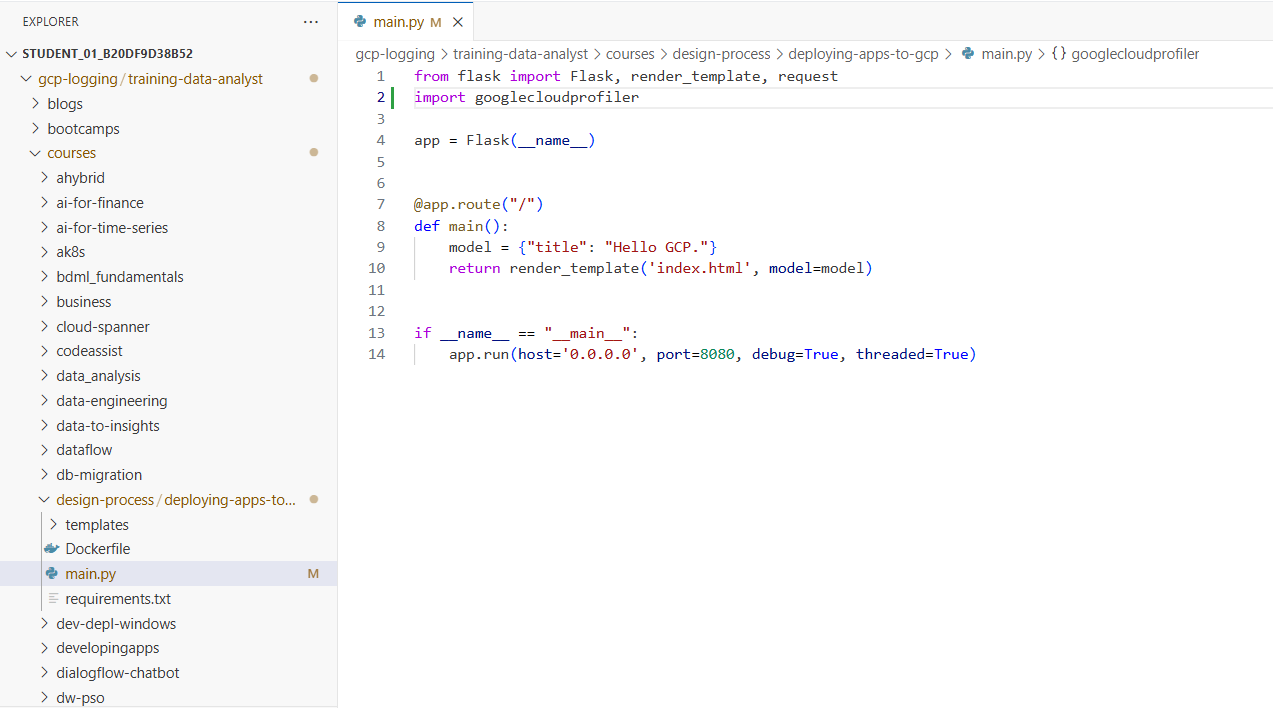 EXPLORER
...
STUDENT_01_B20DF9D38B52
gcp-logging / training-data-analyst
blogs
bootcamps
courses
ahybrid
ai-for-finance
ai-for-time-series
ak8s
bdml_fundamentals
business
cloud-spanner
codeassist
data_analysis
data-engineering
data-to-insights
dataflow
db-migration
design-process / deploying-apps-to...
templates
Dockerfile
main.py M
requirements.txt
dev-depl-windows
developingapps
dialogflow-chatbot
dw-pso
main.py M
gcp-logging > training-data-analyst > courses > design-process > deploying-apps-to-gcp > main.py > {} googlecloudprofiler
1 from flask import Flask, render_template, request
2 import googlecloudprofiler
3
4 app = Flask(__name__)
5
6
7 @app.route("/")
8 def main():
9     model = {"title": "Hello GCP."}
10     return render_template('index.html', model=model)
11
12
13 if __name__ == "__main__":
14     app.run(host='0.0.0.0', port=8080, debug=True, threaded=True)